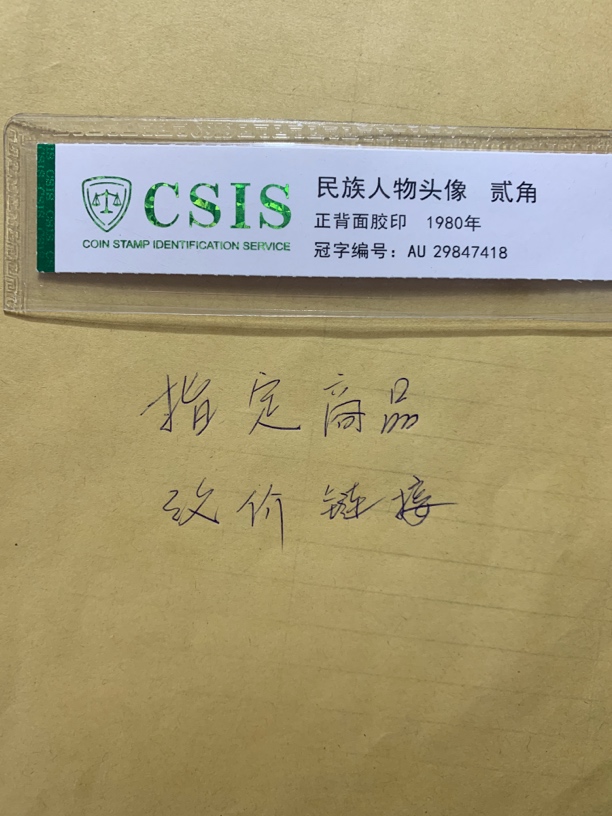 CSIS
COIN STAMP IDENTIFICATION SERVICE
民族人物头像 贰角
正背面胶印 1980年
冠字编号：AU 29847418
指定商品
改价链接